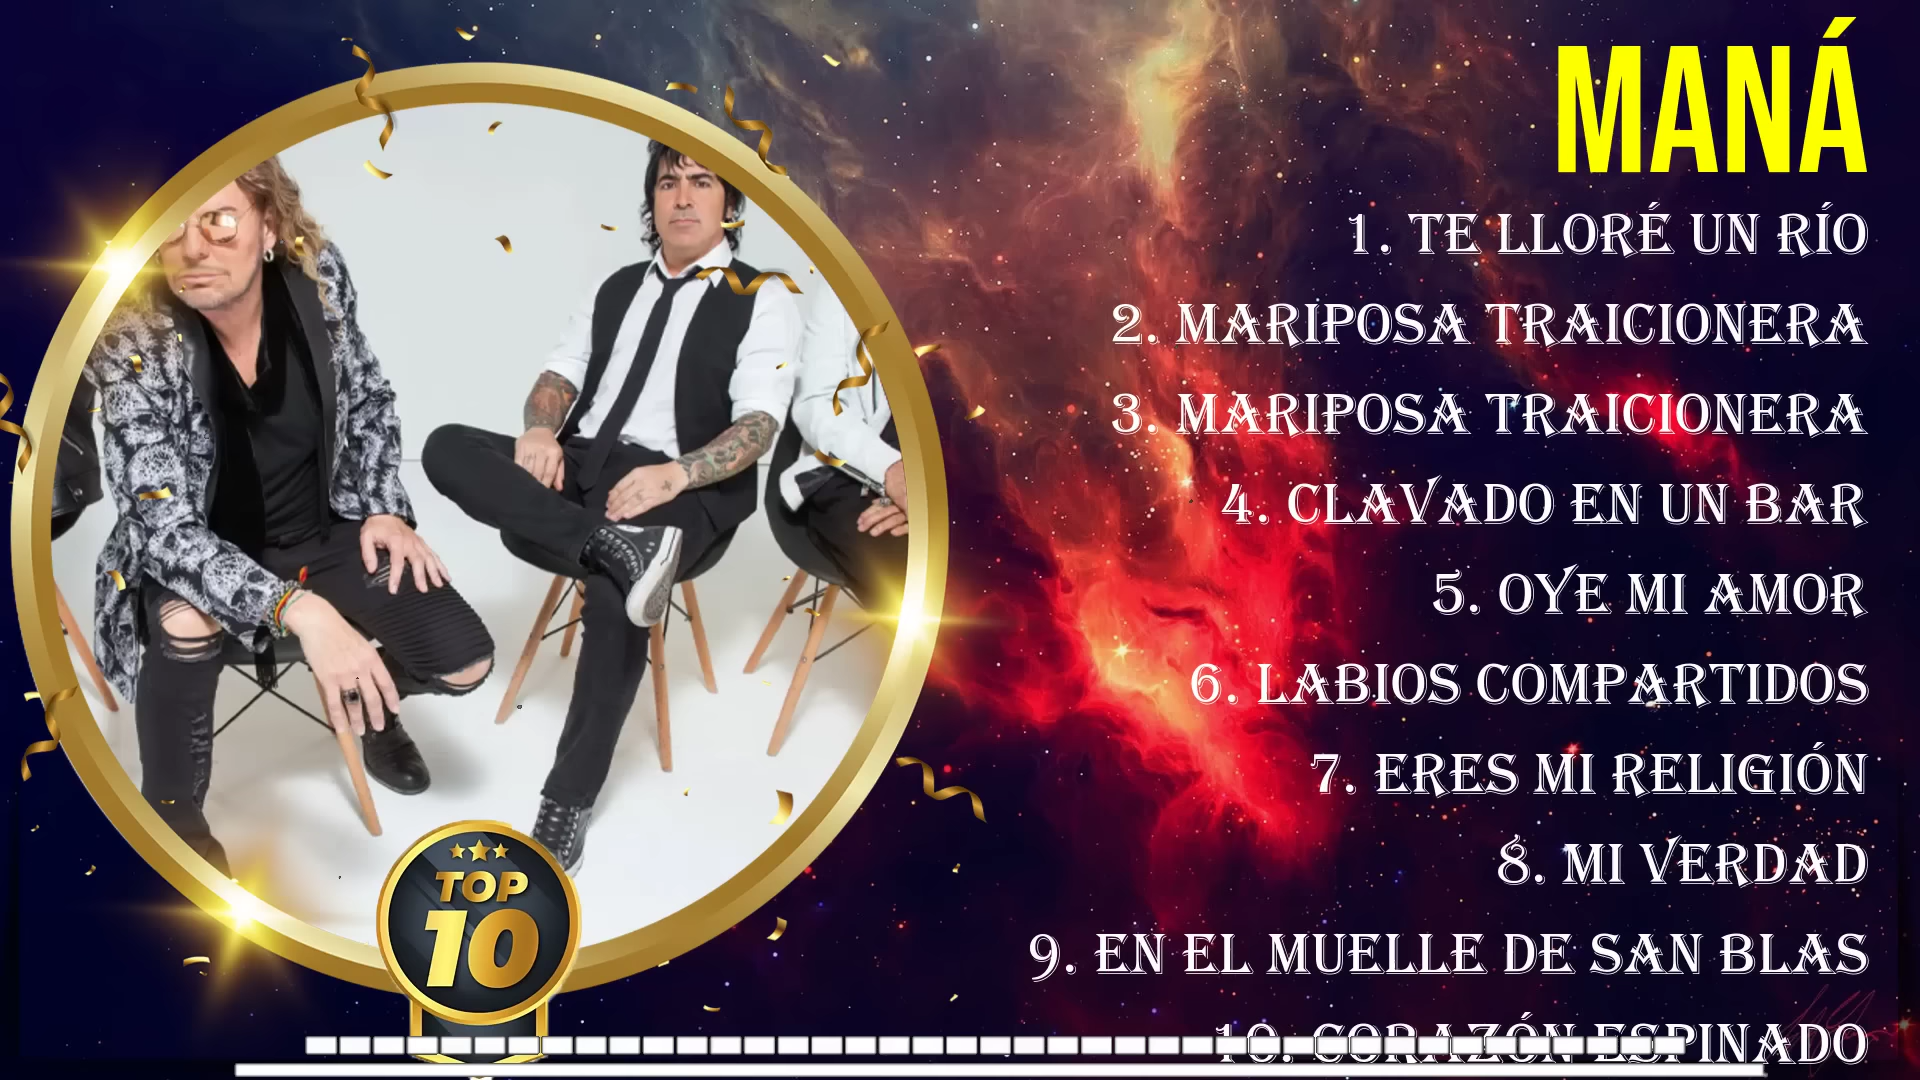 MANÁ
1. TE LLORÉ UN RÍO
2. MARIPOSA TRAICIONERA
3. MARIPOSA TRAICIONERA
4. CLAVADO EN UN BAR
5. OYE MI AMOR
6. LABIOS COMPARTIDOS
7. ERES MI RELIGIÓN
8. MI VERDAD
9. EN EL MUELLE DE SAN BLAS
10. CORAZÓN ESPINADO
TOP
10